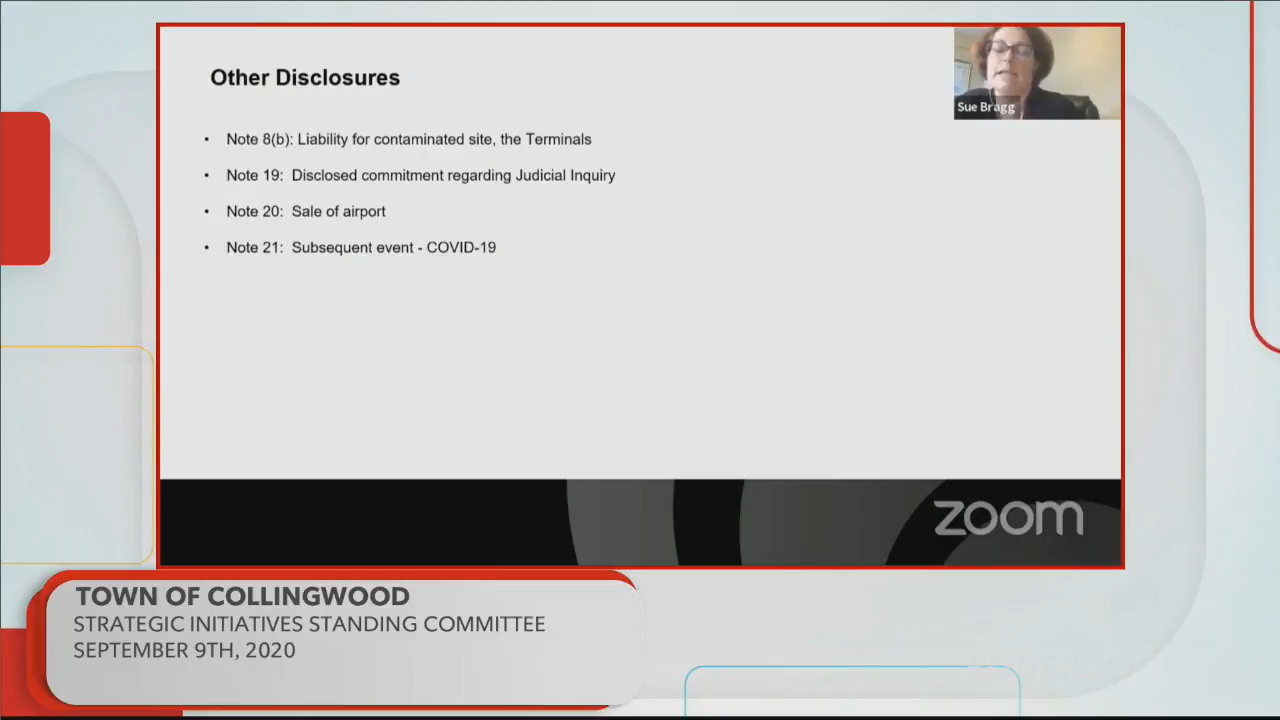 Other Disclosures
Sue Bragg
• Note 8(b): Liability for contaminated site, the Terminals
• Note 19: Disclosed commitment regarding Judicial Inquiry
• Note 20: Sale of airport
• Note 21: Subsequent event - COVID-19
zoom
TOWN OF COLLINGWOOD
STRATEGIC INITIATIVES STANDING COMMITTEE
SEPTEMBER 9TH, 2020